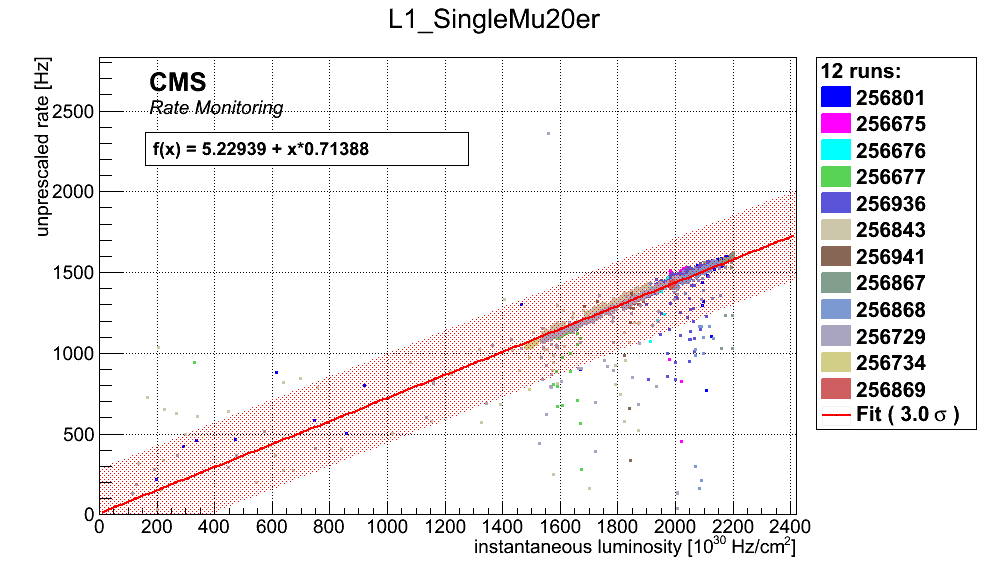 L1_SingleMu20er
unprescaled rate [Hz]
CMS
Rate Monitoring
f(x) = 5.22939 + x*0.71388
2500
2000
1500
1000
500
0
0 200 400 600 800 1000 1200 1400 1600 1800 2000 2200 2400
instantaneous luminosity [10³⁰ Hz/cm²]
12 runs:
256801
256675
256676
256677
256936
256843
256941
256867
256868
256729
256734
256869
Fit ( 3.0 σ )